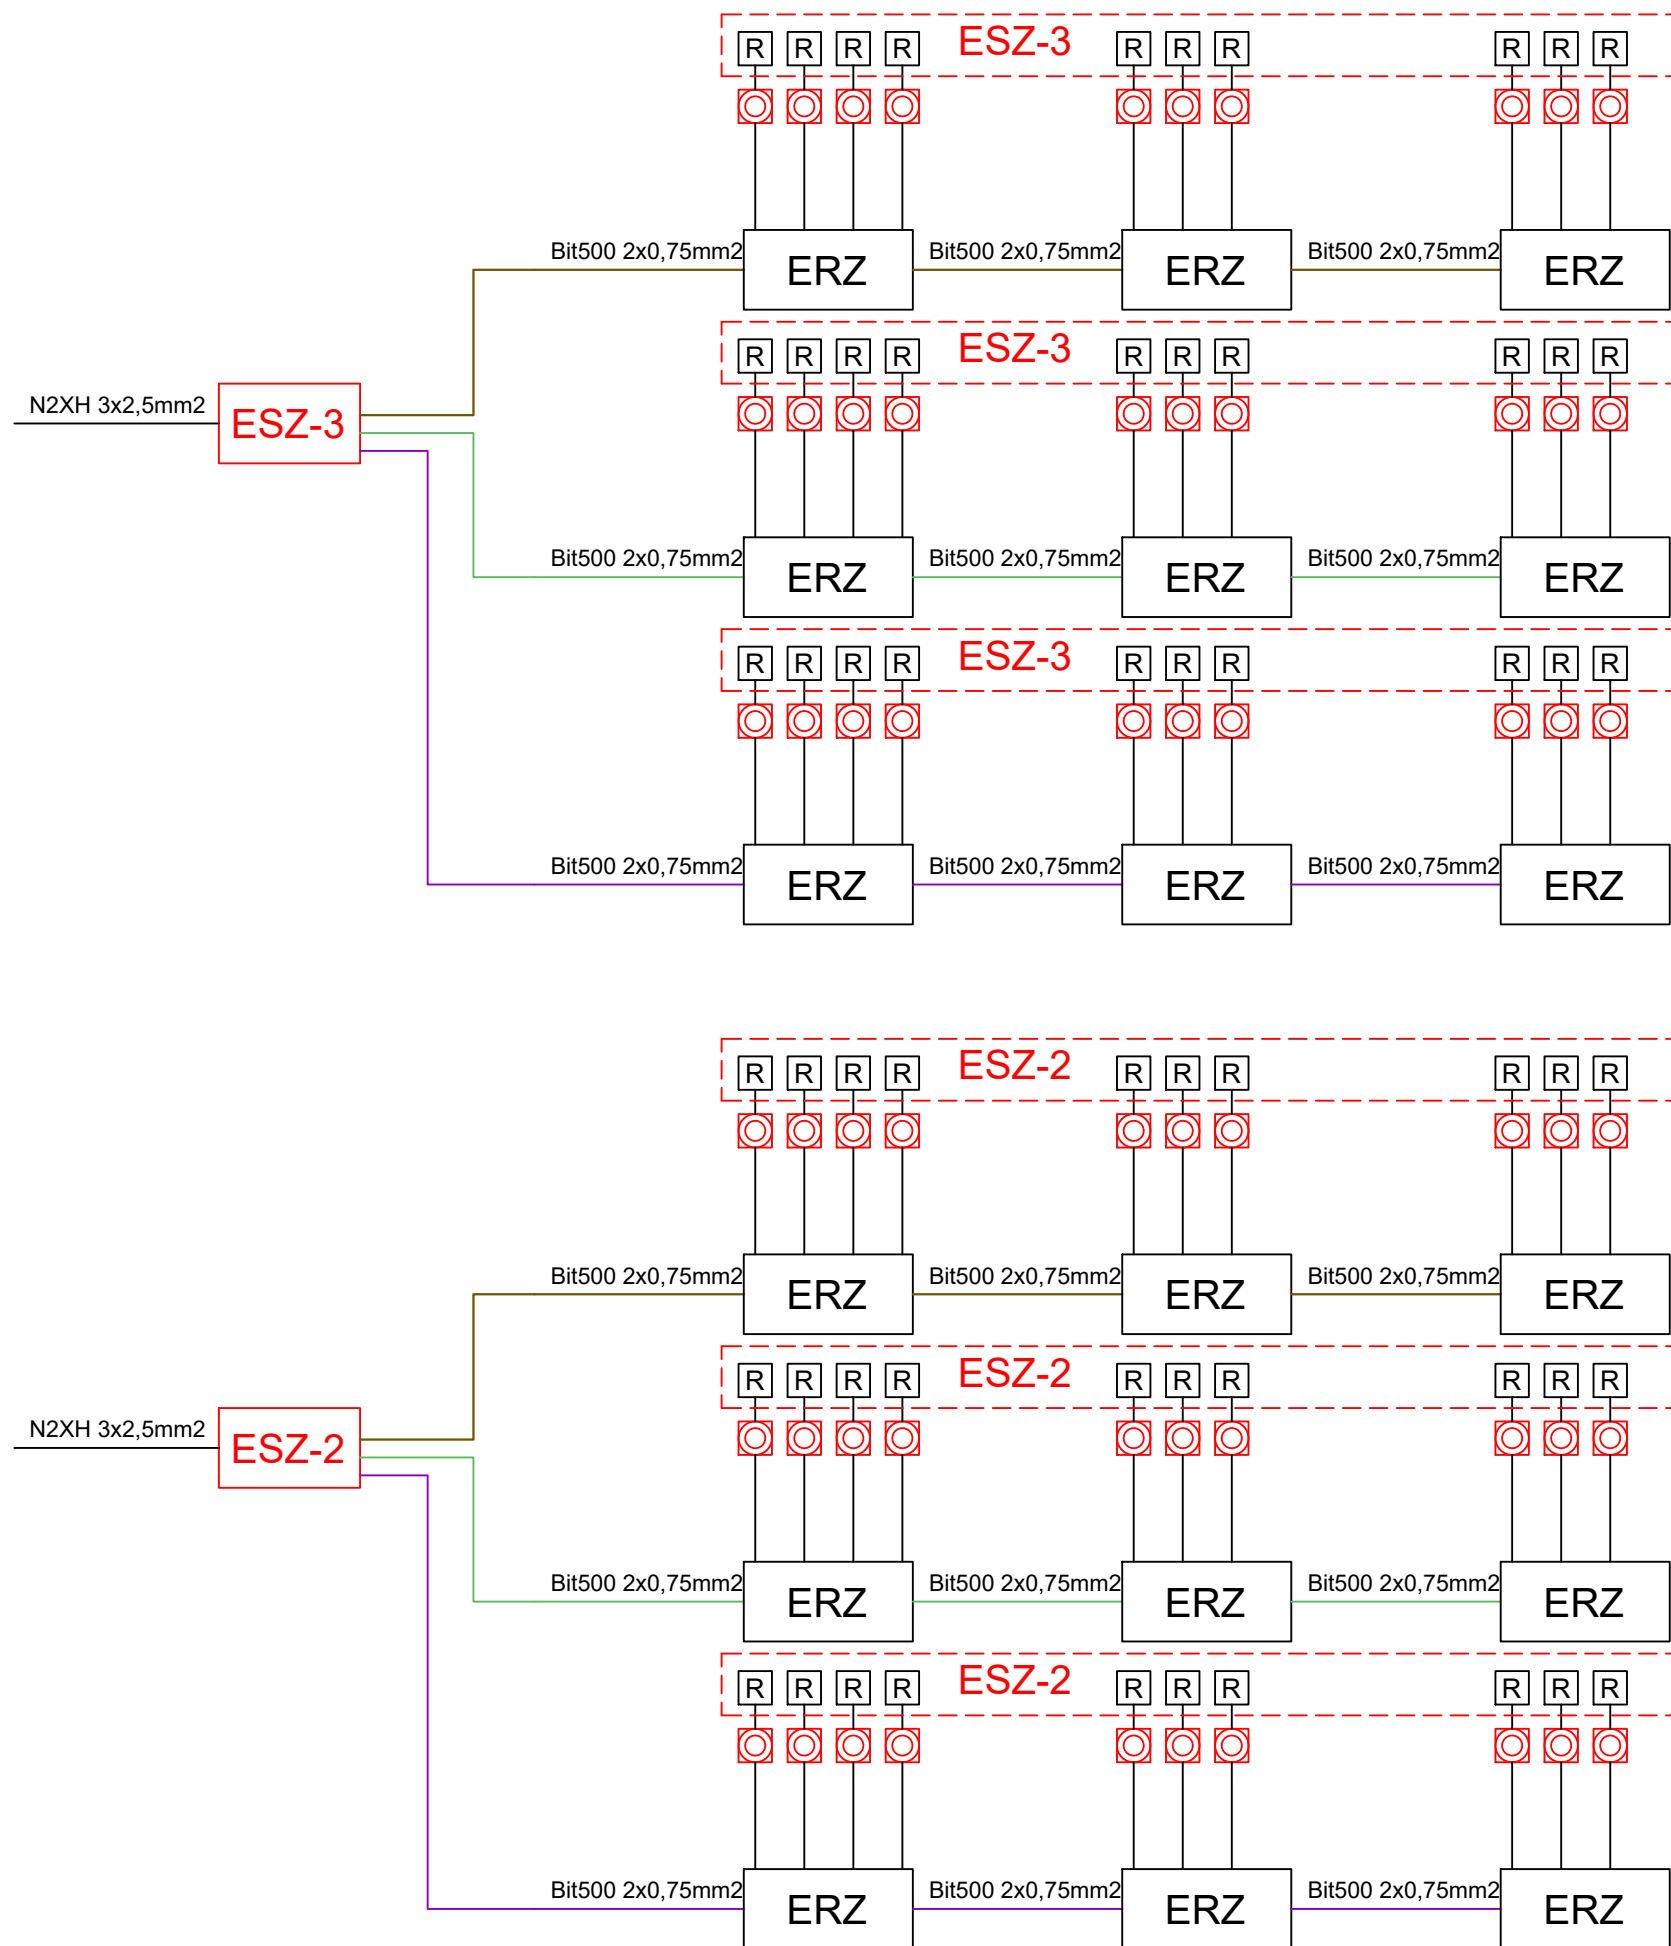 R R R R ESZ-3 R R R R R R
Bit500 2x0,75mm2 ERZ Bit500 2x0,75mm2 ERZ Bit500 2x0,75mm2 ERZ
R R R R ESZ-3 R R R R R R
N2XH 3x2,5mm2 ESZ-3
Bit500 2x0,75mm2 ERZ Bit500 2x0,75mm2 ERZ Bit500 2x0,75mm2 ERZ
R R R R ESZ-3 R R R R R R
Bit500 2x0,75mm2 ERZ Bit500 2x0,75mm2 ERZ Bit500 2x0,75mm2 ERZ
R R R R ESZ-2 R R R R R R
Bit500 2x0,75mm2 ERZ Bit500 2x0,75mm2 ERZ Bit500 2x0,75mm2 ERZ
R R R R ESZ-2 R R R R R R
N2XH 3x2,5mm2 ESZ-2
Bit500 2x0,75mm2 ERZ Bit500 2x0,75mm2 ERZ Bit500 2x0,75mm2 ERZ
R R R R ESZ-2 R R R R R R
Bit500 2x0,75mm2 ERZ Bit500 2x0,75mm2 ERZ Bit500 2x0,75mm2 ERZ